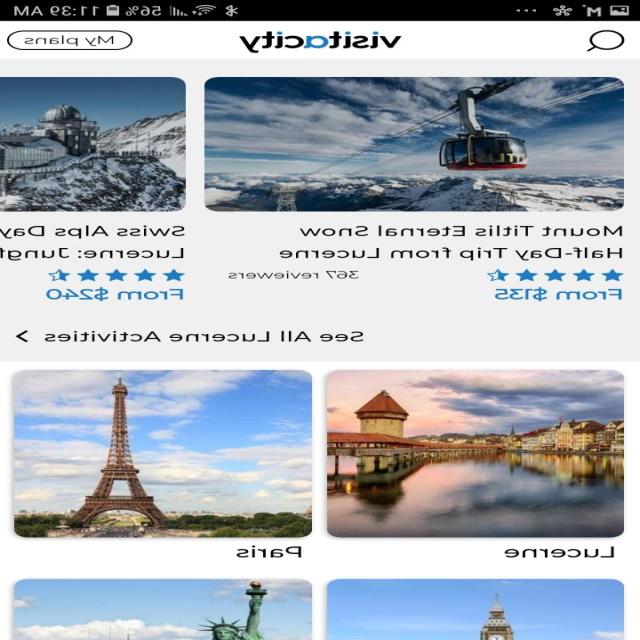 11:39 AM 56%
My plans
visitacity
Mount Titlis Eternal Snow
Half-Day Trip from Lucerne
367 reviewers
From $135
Swiss Alps Day
Lucerne: Jungf
From $240
See All Lucerne Activities >
Lucerne
Paris